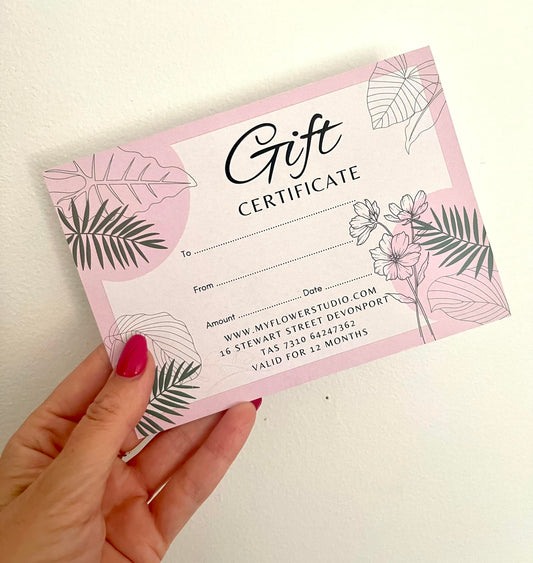 Gift
CERTIFICATE
To
From
Amount Date
WWW.MYFLOWERSTUDIO.COM
16 STEWART STREET DEVONPORT
TAS 7310 64247362
VALID FOR 12 MONTHS